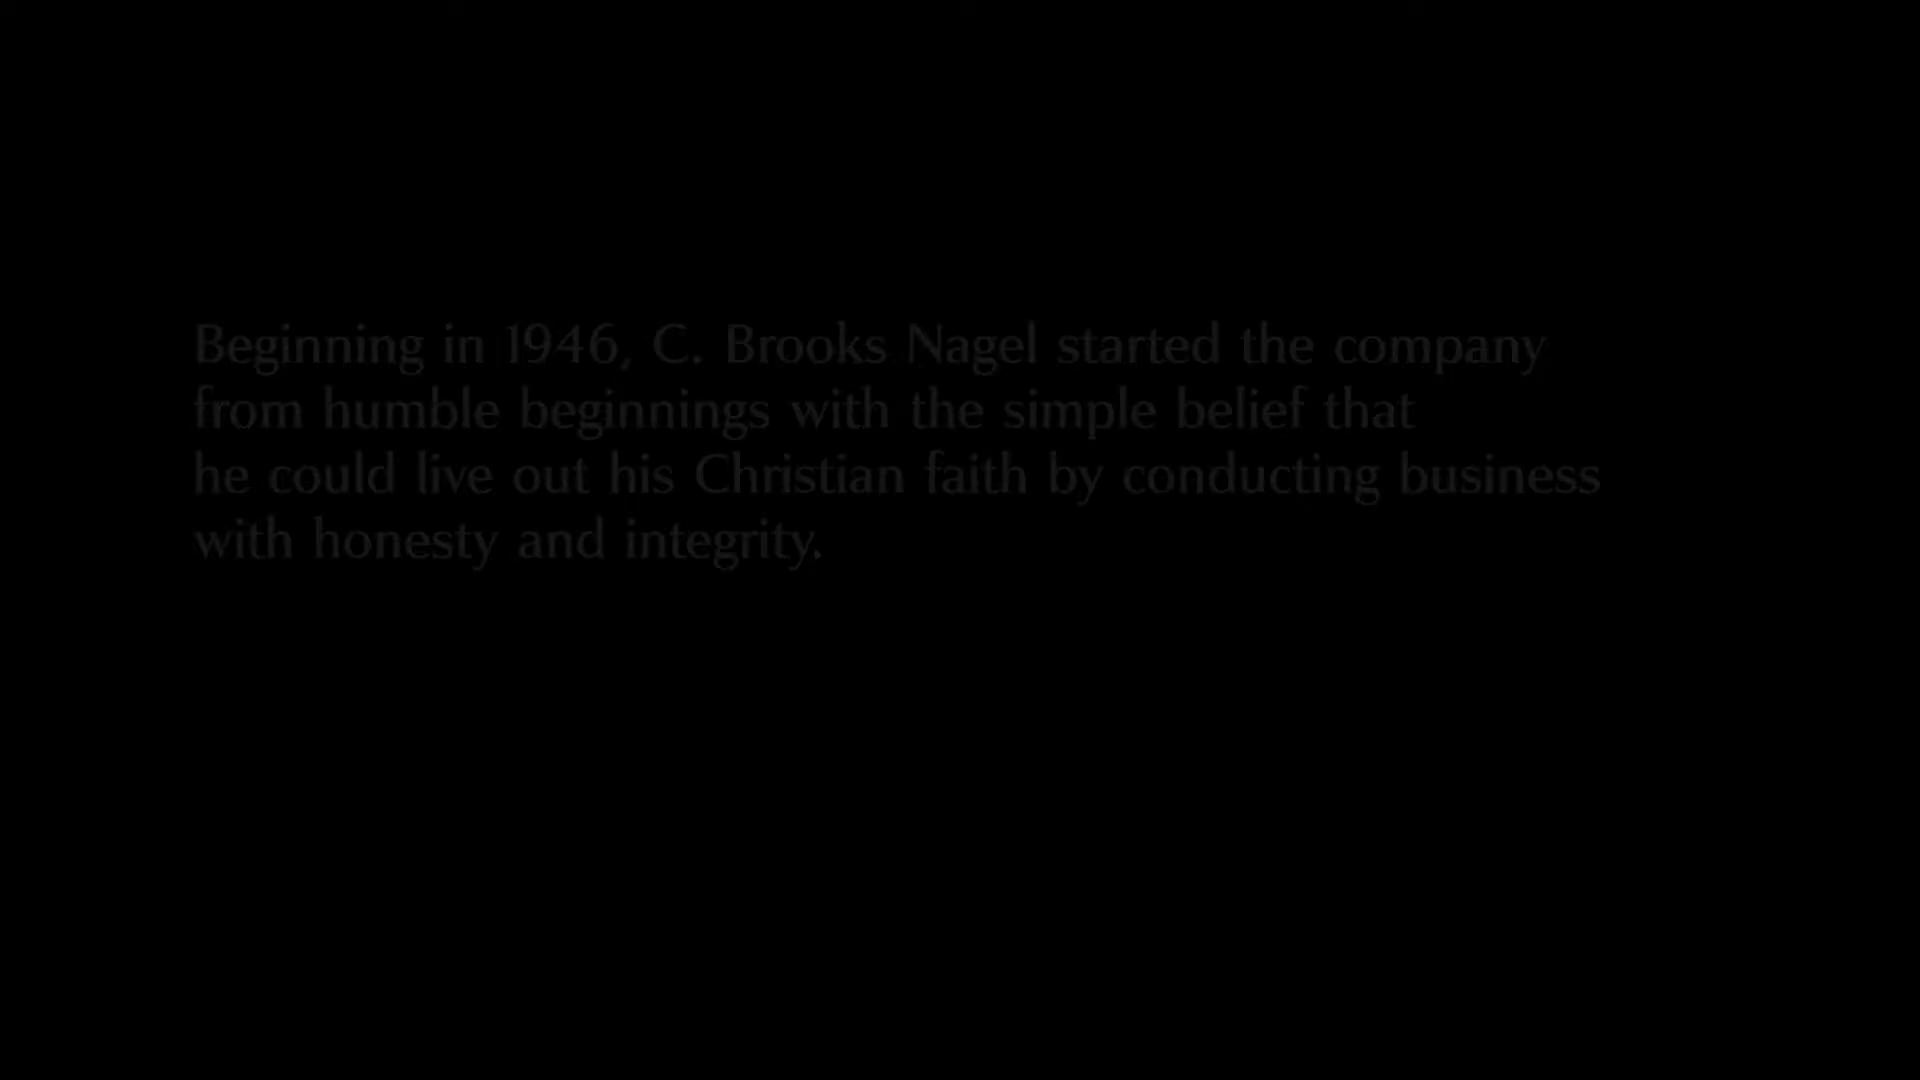 Beginning in 1946, C. Brooks Nagel started the company
from humble beginnings with the simple belief that
he could live out his Christian faith by conducting business
with honesty and integrity.